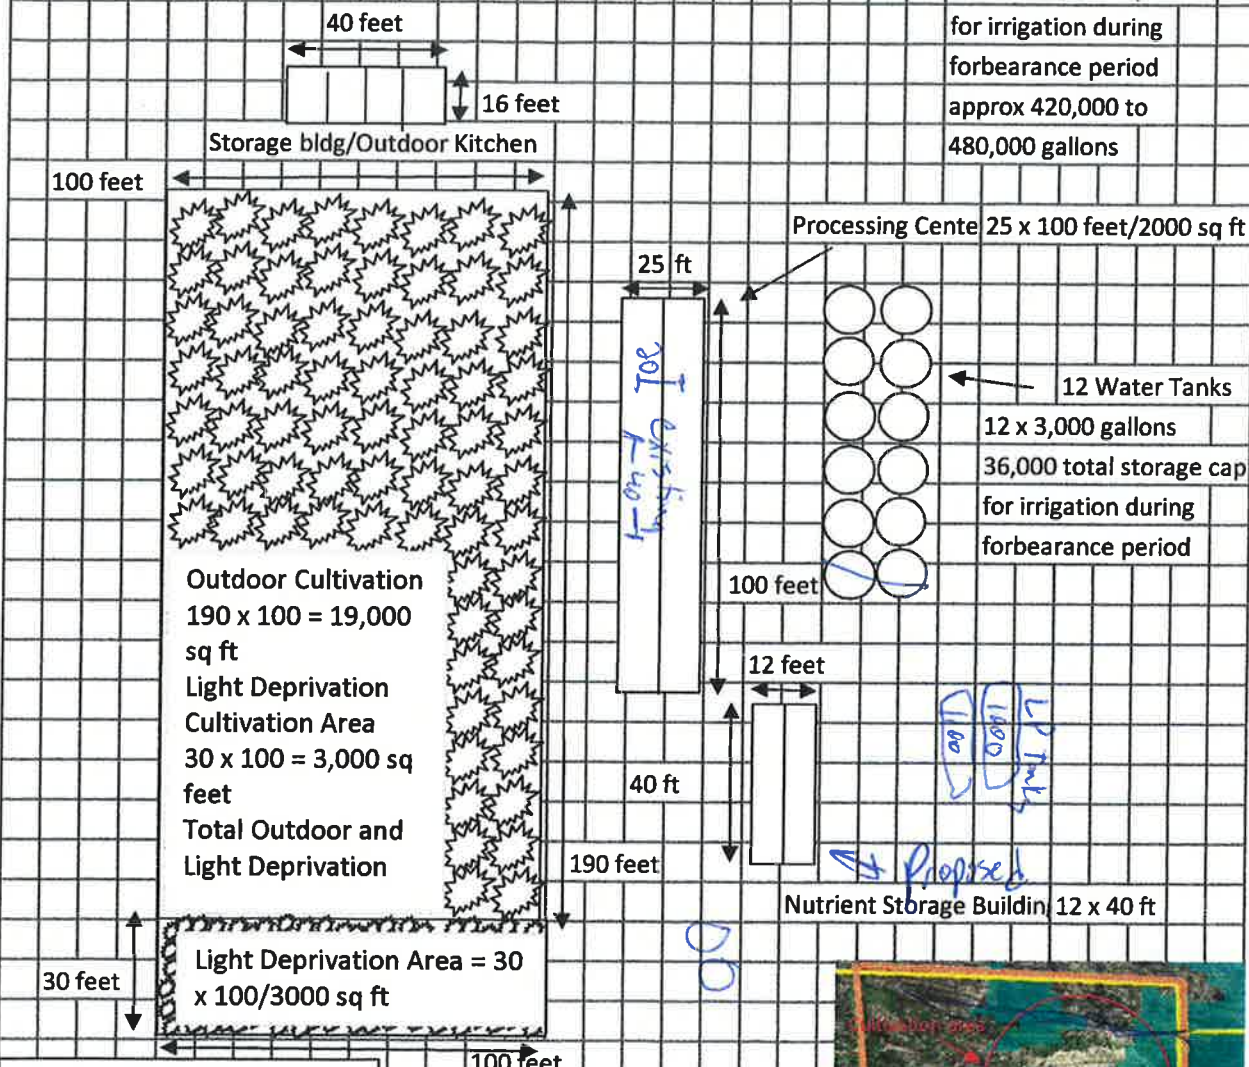 for irrigation during
forbearance period
approx 420,000 to
480,000 gallons
40 feet
16 feet
Storage bldg/Outdoor Kitchen
100 feet
Processing Cente 25 x 100 feet/2000 sq ft
25 ft
existing
12 Water Tanks
12 x 3,000 gallons
36,000 total storage cap
for irrigation during
forbearance period
100 feet
Outdoor Cultivation
190 x 100 = 19,000
sq ft
Light Deprivation
Cultivation Area
30 x 100 = 3,000 sq
feet
Total Outdoor and
Light Deprivation
12 feet
40 ft
LP Tanks
1000
1100
190 feet
Proposed
Nutrient Storage Buildin 12 x 40 ft
Light Deprivation Area = 30
x 100/3000 sq ft
30 feet
100 feet
Cultivation area